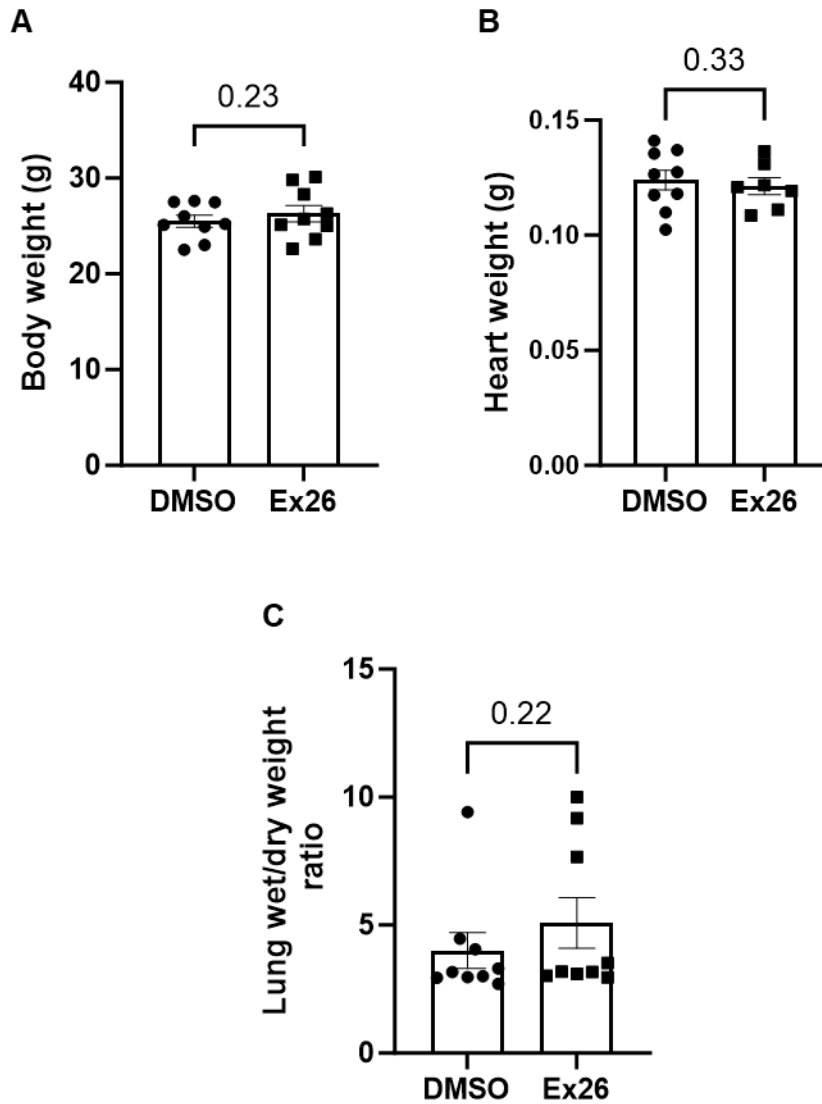 A
Body weight (g)
40
30
20
10
0
0.23
DMSO
Ex26
B
Heart weight (g)
0.15
0.10
0.05
0.00
0.33
DMSO
Ex26
C
Lung wet/dry weight
ratio
15
10
5
0
0.22
DMSO
Ex26